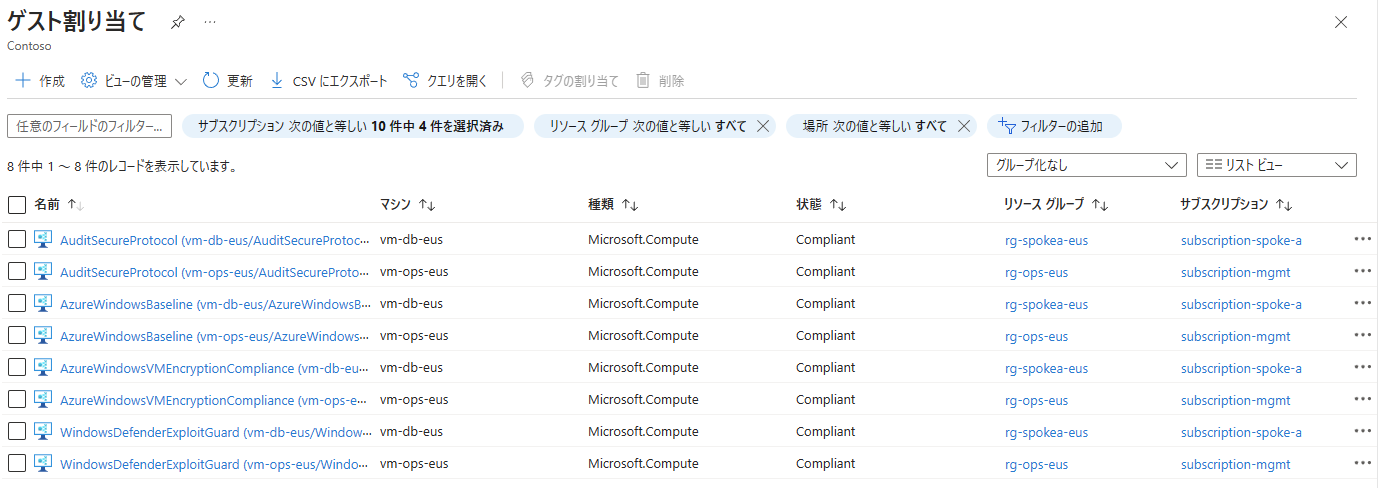 ゲスト割り当て
Contoso
作成 ビューの管理 更新 CSV にエクスポート クエリを開く タグの割り当て 削除
任意のフィールドのフィルター... サブスクリプション 次の値と等しい 10 件中 4 件を選択済み リソース グループ 次の値と等しい すべて 場所 次の値と等しい すべて フィルターの追加
8 件中 1 ～ 8 件のレコードを表示しています。 グループ化なし リスト ビュー
名前 マシン 種類 状態 リソース グループ サブスクリプション
AuditSecureProtocol (vm-db-eus/AuditSecureProtoc... vm-db-eus Microsoft.Compute Compliant rg-spokea-eus subscription-spoke-a
AuditSecureProtocol (vm-ops-eus/AuditSecureProto... vm-ops-eus Microsoft.Compute Compliant rg-ops-eus subscription-mgmt
AzureWindowsBaseline (vm-db-eus/AzureWindowsB... vm-db-eus Microsoft.Compute Compliant rg-spokea-eus subscription-spoke-a
AzureWindowsBaseline (vm-ops-eus/AzureWindows... vm-ops-eus Microsoft.Compute Compliant rg-ops-eus subscription-mgmt
AzureWindowsVMEncryptionCompliance (vm-db-eu... vm-db-eus Microsoft.Compute Compliant rg-spokea-eus subscription-spoke-a
AzureWindowsVMEncryptionCompliance (vm-ops-e... vm-ops-eus Microsoft.Compute Compliant rg-ops-eus subscription-mgmt
WindowsDefenderExploitGuard (vm-db-eus/Window... vm-db-eus Microsoft.Compute Compliant rg-spokea-eus subscription-spoke-a
WindowsDefenderExploitGuard (vm-ops-eus/Windo... vm-ops-eus Microsoft.Compute Compliant rg-ops-eus subscription-mgmt